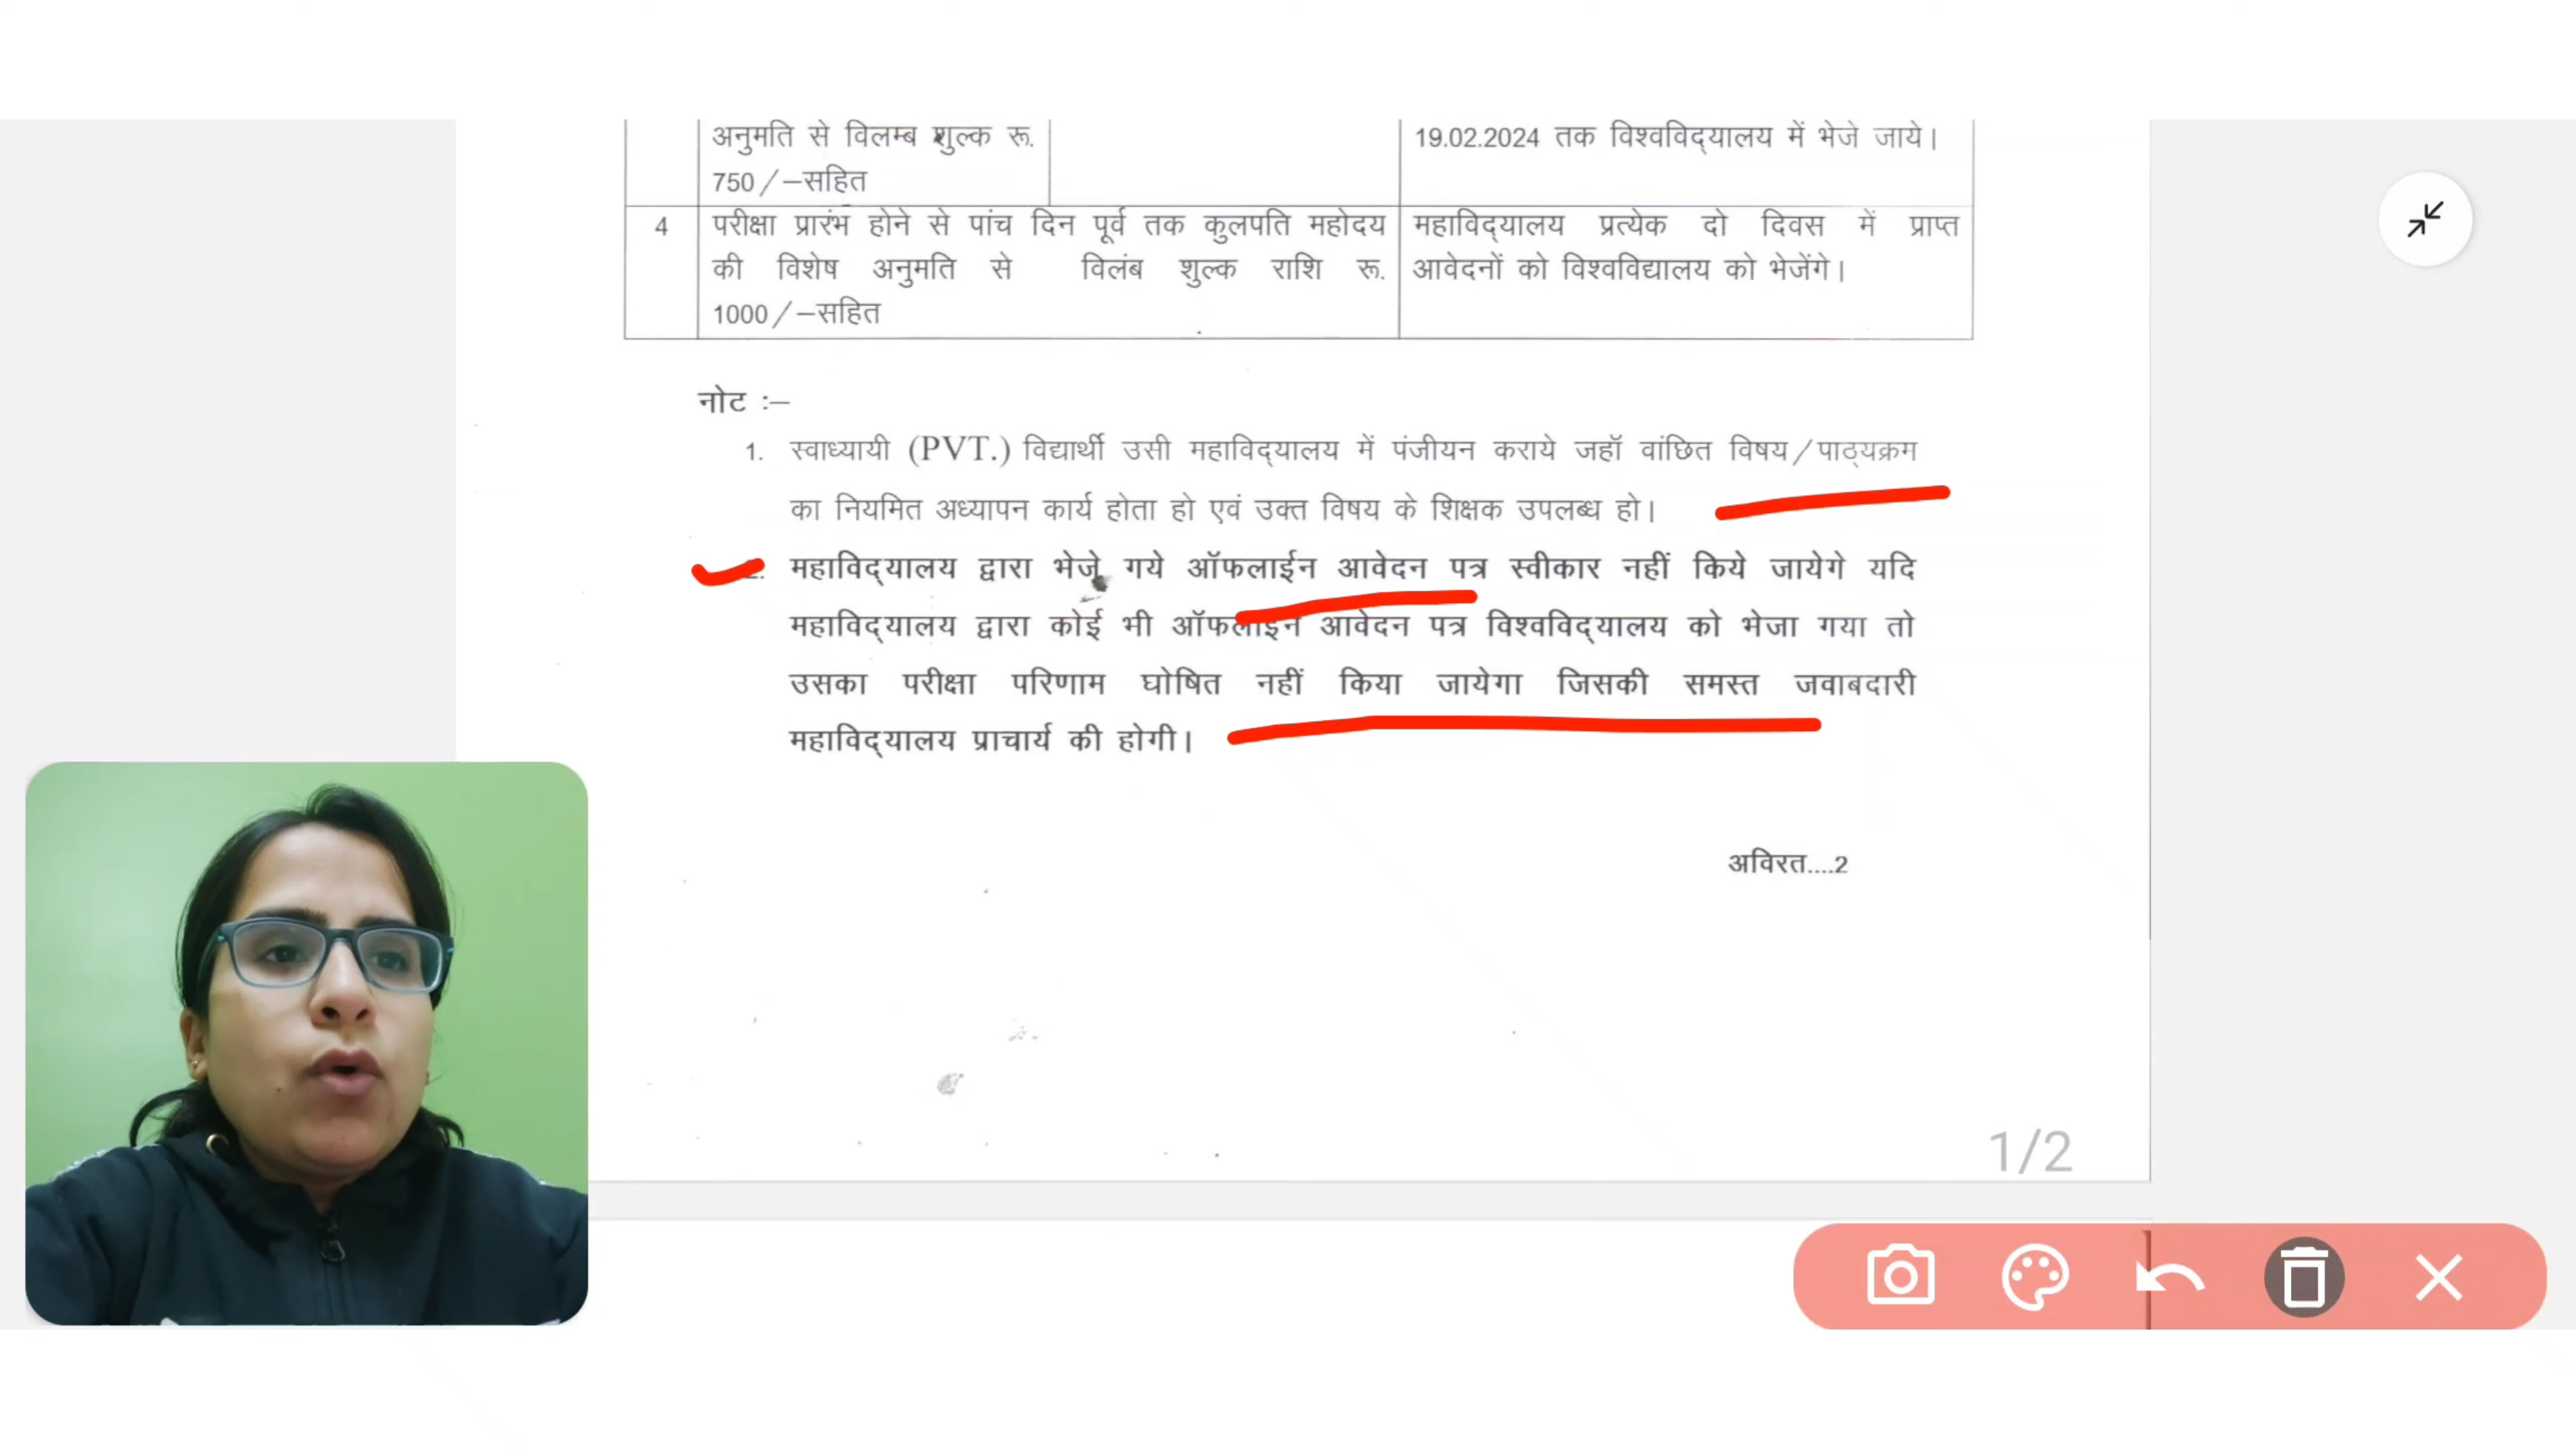 अनुमति से विलम्ब शुल्क रू.
750/–सहित
19.02.2024 तक विश्वविद्यालय में भेजे जाये।
4
परीक्षा प्रारंभ होने से पांच दिन पूर्व तक कुलपति महोदय
की विशेष अनुमति से विलंब शुल्क राशि रू.
1000/–सहित
महाविद्यालय प्रत्येक दो दिवस में प्राप्त
आवेदनों को विश्वविद्यालय को भेजेंगे।
नोट :–
1. स्वाध्यायी (PVT.) विद्यार्थी उसी महाविद्यालय में पंजीयन कराये जहॉ वांछित विषय/पाठ्यक्रम
का नियमित अध्यापन कार्य होता हो एवं उक्त विषय के शिक्षक उपलब्ध हो।
2. महाविद्यालय द्वारा भेजे गये ऑफलाईन आवेदन पत्र स्वीकार नहीं किये जायेगे यदि
महाविद्यालय द्वारा कोई भी ऑफलाईन आवेदन पत्र विश्वविद्यालय को भेजा गया तो
उसका परीक्षा परिणाम घोषित नहीं किया जायेगा जिसकी समस्त जवाबदारी
महाविद्यालय प्राचार्य की होगी।
अविरत....2
1/2